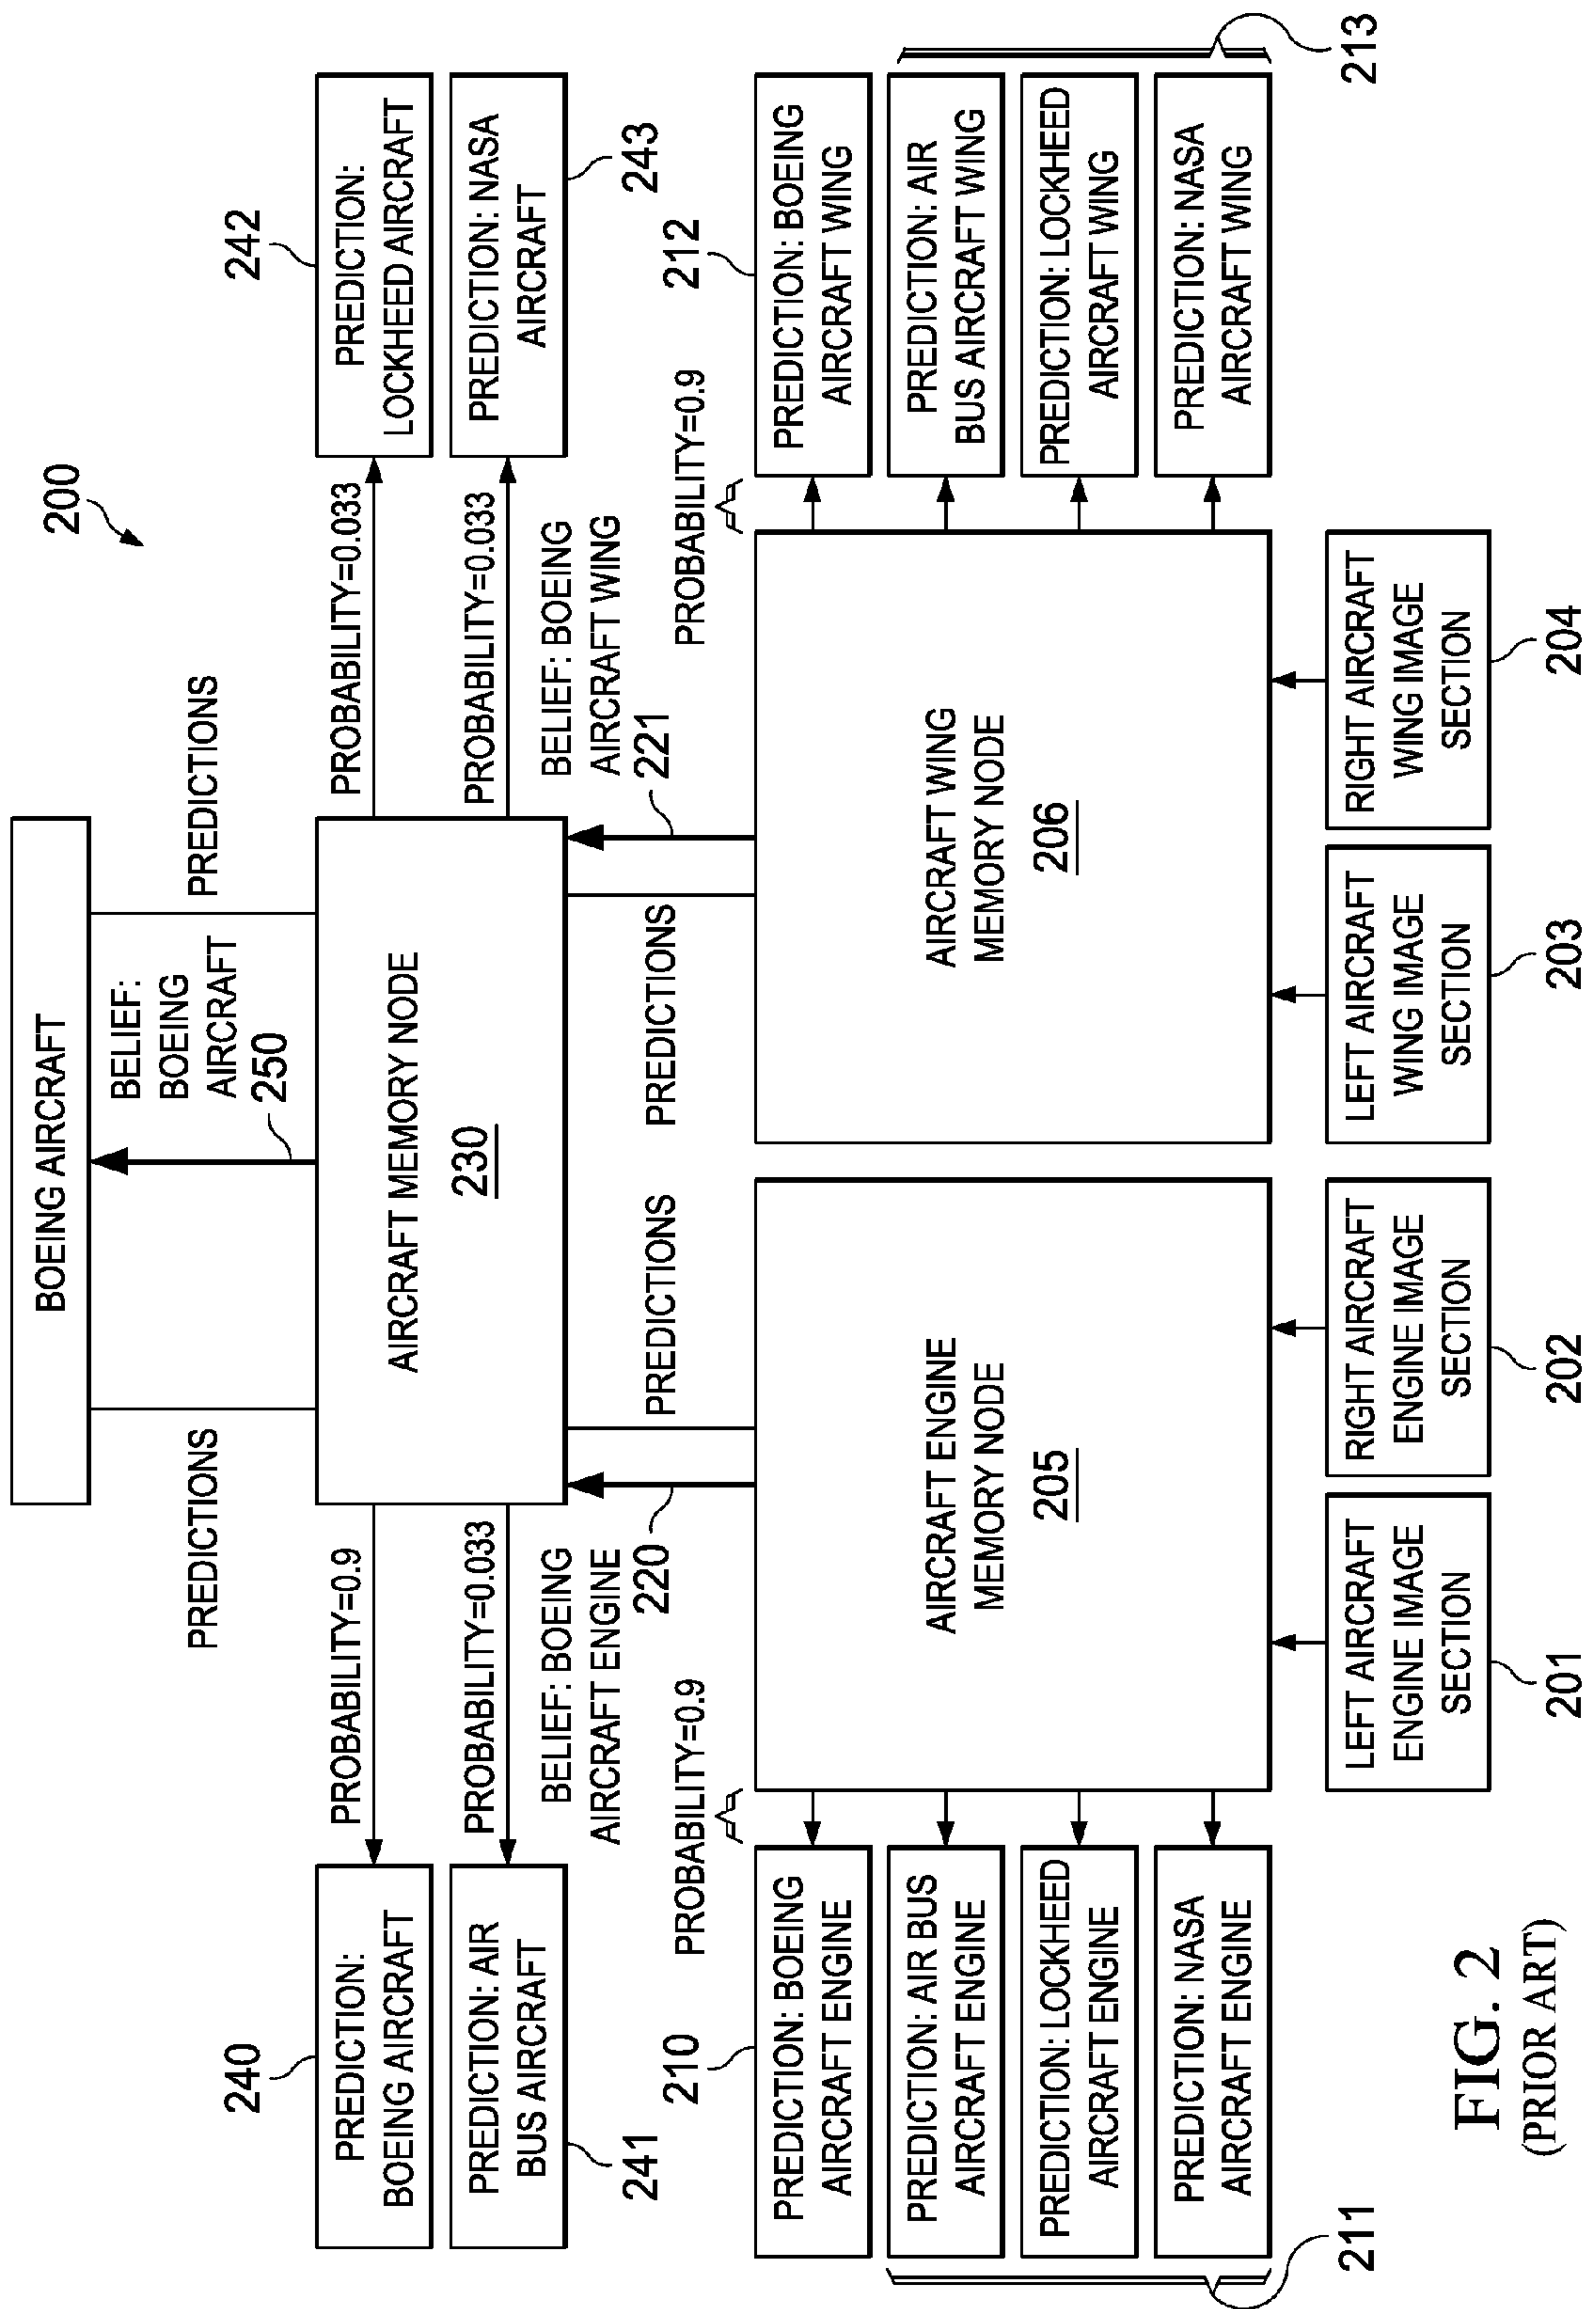 200
BOEING AIRCRAFT
PREDICTIONS
BELIEF:
BOEING
AIRCRAFT
250
PREDICTIONS
240
242
PREDICTION:
BOEING AIRCRAFT
PROBABILITY=0.9
AIRCRAFT MEMORY NODE
230
PROBABILITY=0.033
PREDICTION:
LOCKHEED AIRCRAFT
PREDICTION: AIR
BUS AIRCRAFT
PROBABILITY=0.033
PROBABILITY=0.033
PREDICTION: NASA
AIRCRAFT
241
243
BELIEF: BOEING
AIRCRAFT ENGINE
220
PREDICTIONS
PREDICTIONS
221
BELIEF: BOEING
AIRCRAFT WING
210
PROBABILITY=0.9
PROBABILITY=0.9
212
PREDICTION: BOEING
AIRCRAFT ENGINE
PREDICTION: AIR BUS
AIRCRAFT ENGINE
PREDICTION: LOCKHEED
AIRCRAFT ENGINE
PREDICTION: NASA
AIRCRAFT ENGINE
211
AIRCRAFT ENGINE
MEMORY NODE
205
AIRCRAFT WING
MEMORY NODE
206
PREDICTION: BOEING
AIRCRAFT WING
PREDICTION: AIR
BUS AIRCRAFT WING
PREDICTION: LOCKHEED
AIRCRAFT WING
PREDICTION: NASA
AIRCRAFT WING
213
LEFT AIRCRAFT
ENGINE IMAGE
SECTION
201
RIGHT AIRCRAFT
ENGINE IMAGE
SECTION
202
LEFT AIRCRAFT
WING IMAGE
SECTION
203
RIGHT AIRCRAFT
WING IMAGE
SECTION
204
FIG. 2
(PRIOR ART)